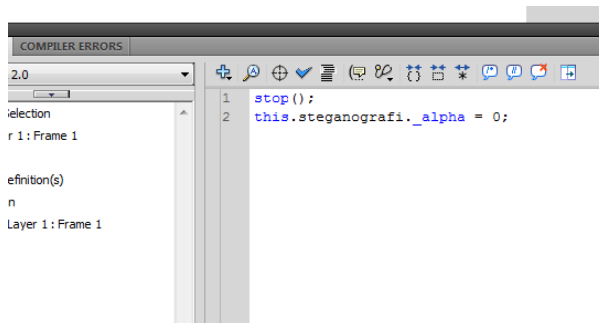 COMPILER ERRORS
2.0
Selection
r 1 : Frame 1
efinition(s)
n
Layer 1 : Frame 1
1 stop();
2 this.steganografi._alpha = 0;